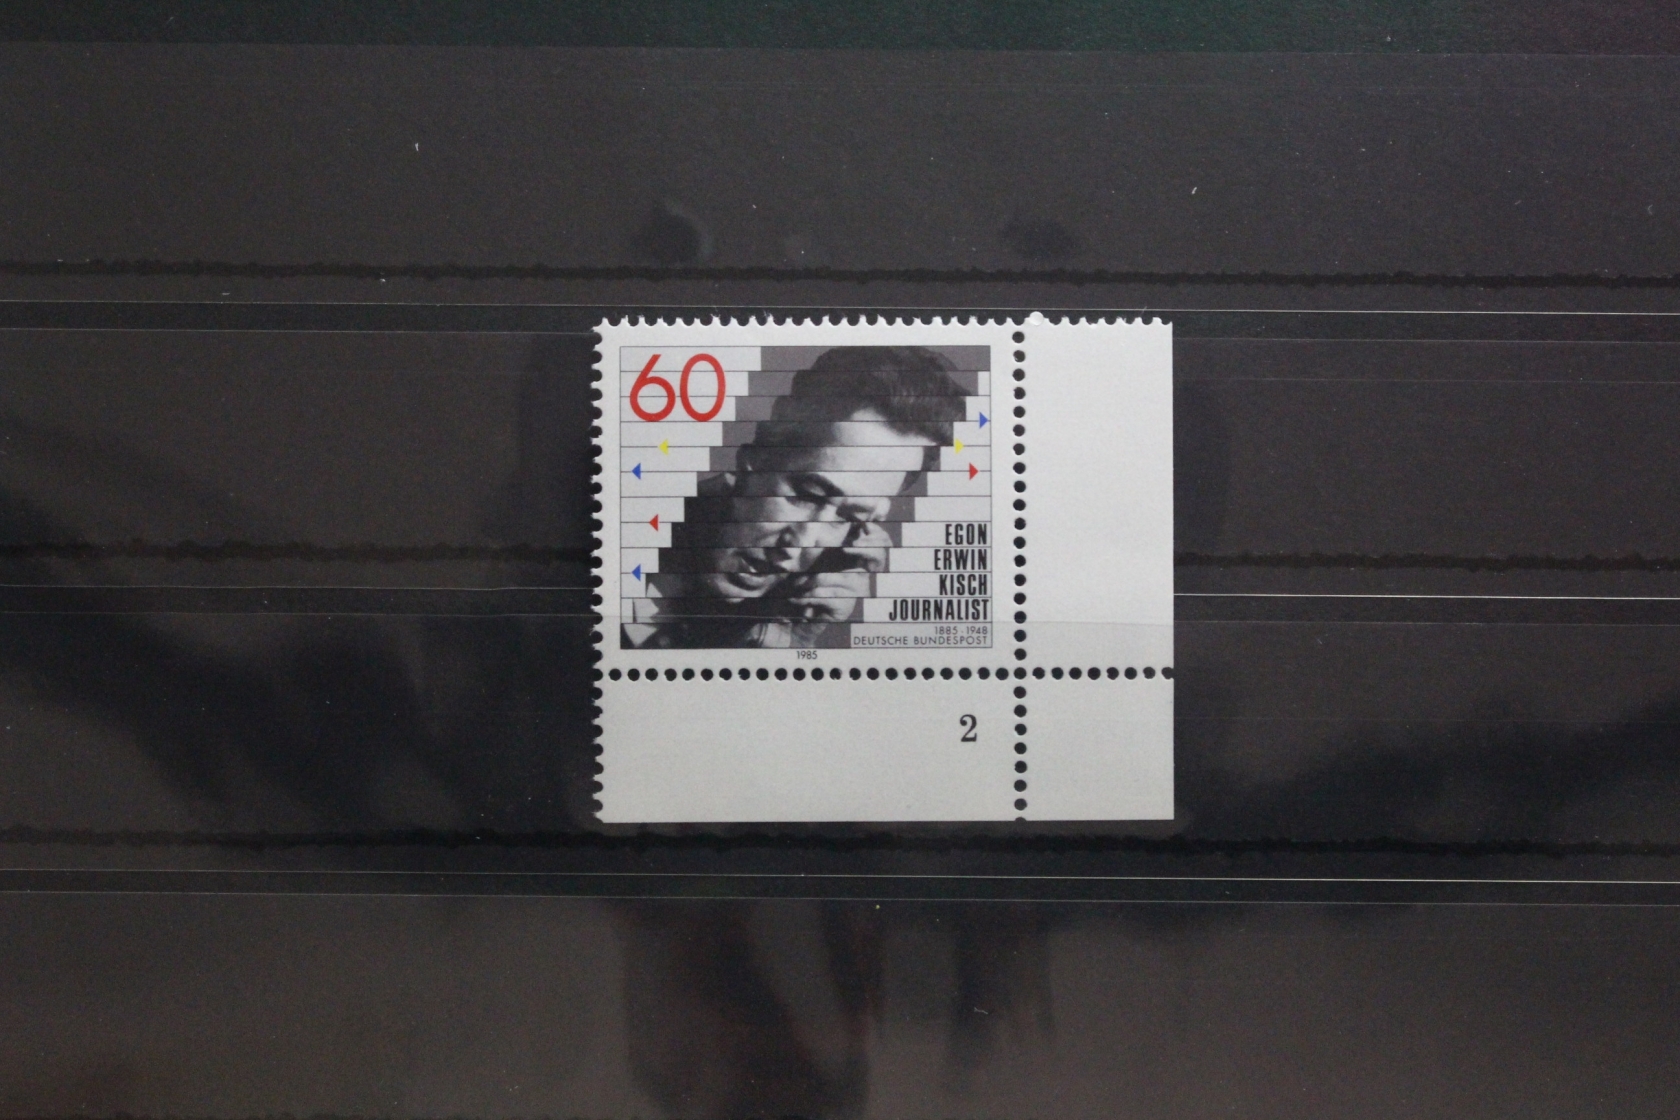 60
EGON
ERWIN
KISCH
JOURNALIST
1885·1948
DEUTSCHE BUNDESPOST
1985
2